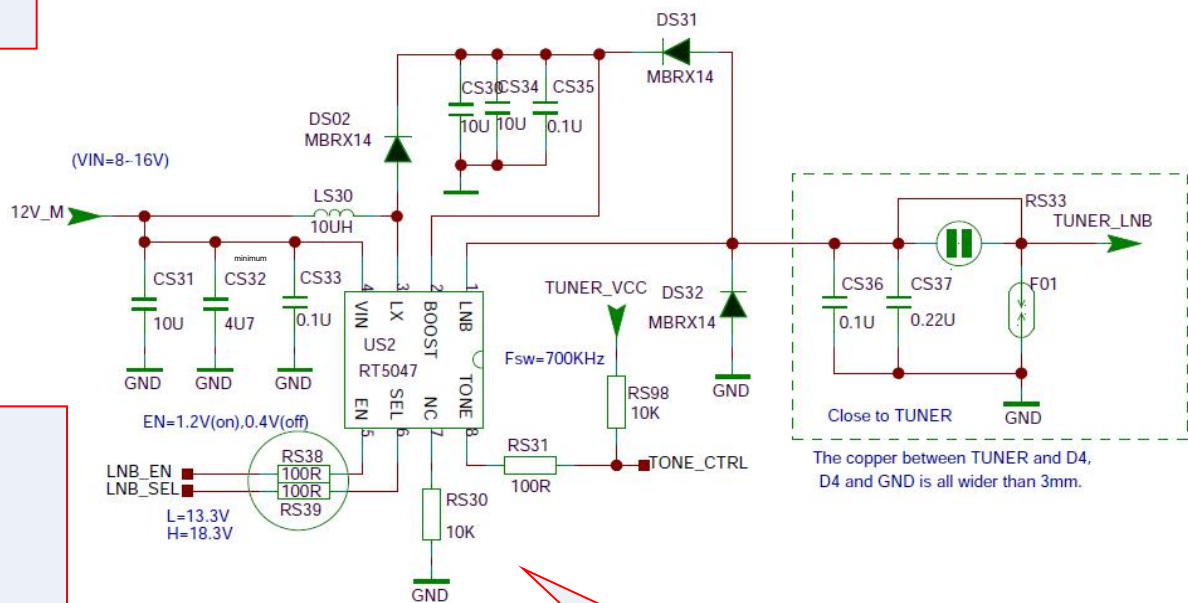 DS31
MBRX14
CS30
CS34
CS35
10U
10U
0.1U
DS02
MBRX14
(VIN=8~16V)
12V_M
LS30
10UH
minimum
CS31
10U
CS32
4U7
CS33
0.1U
GND
GND
GND
4
3
2
1
VIN
LX
BOOST
LNB
US2
RT5047
EN
SEL
NC
TONE
5
6
7
8
TUNER_VCC
Fsw=700KHz
DS32
MBRX14
GND
RS98
10K
RS31
100R
TONE_CTRL
RS30
10K
GND
EN=1.2V(on),0.4V(off)
LNB_EN
LNB_SEL
RS38
100R
100R
RS39
L=13.3V
H=18.3V
RS33
TUNER_LNB
CS36
0.1U
CS37
0.22U
F01
GND
Close to TUNER
The copper between TUNER and D4,
D4 and GND is all wider than 3mm.